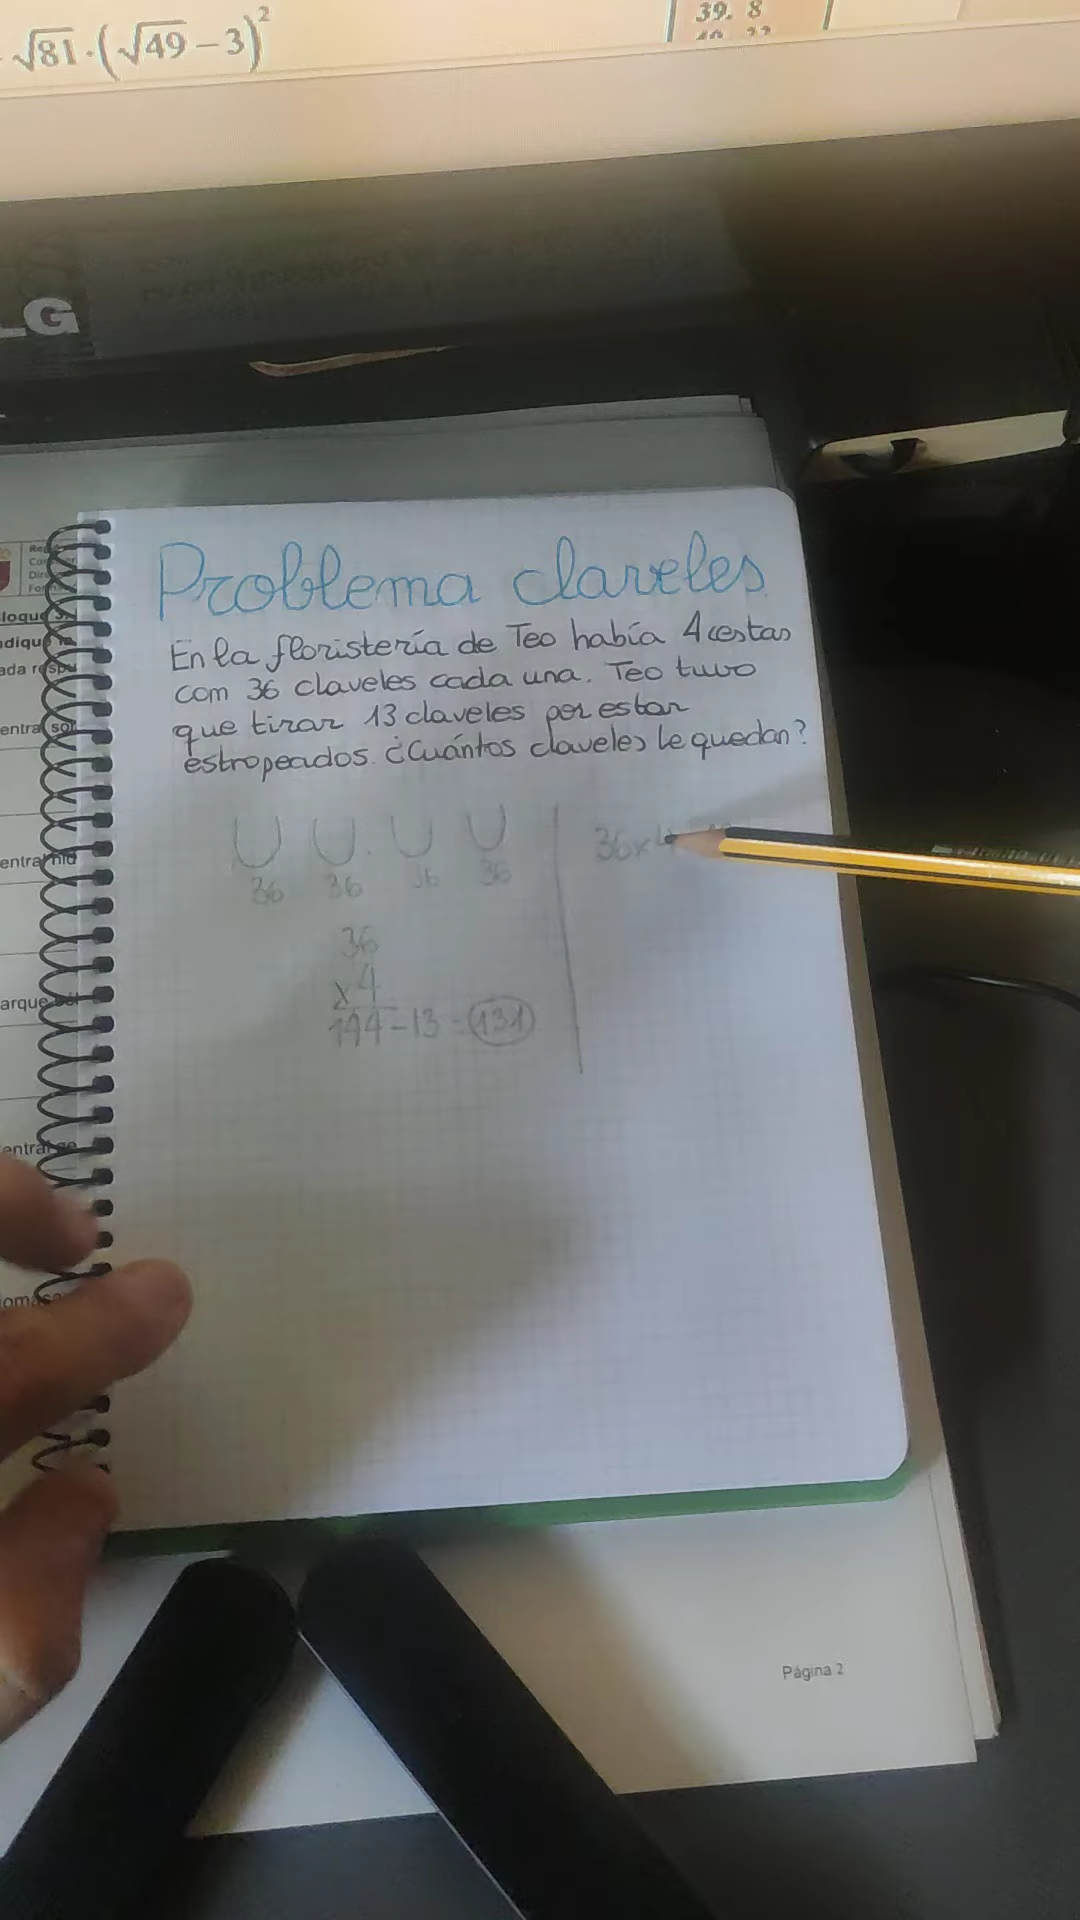 √81·(√49-3)²
39. 8
LG
Problema claveles
En la floristería de Teo había 4 cestas
com 36 claveles cada una. Teo tuvo
que tirar 13 claveles por estar
estropeados. ¿Cuántos claveles le quedan?
36 36 36 36
36
x4
144-13=131
36x4
Página 2